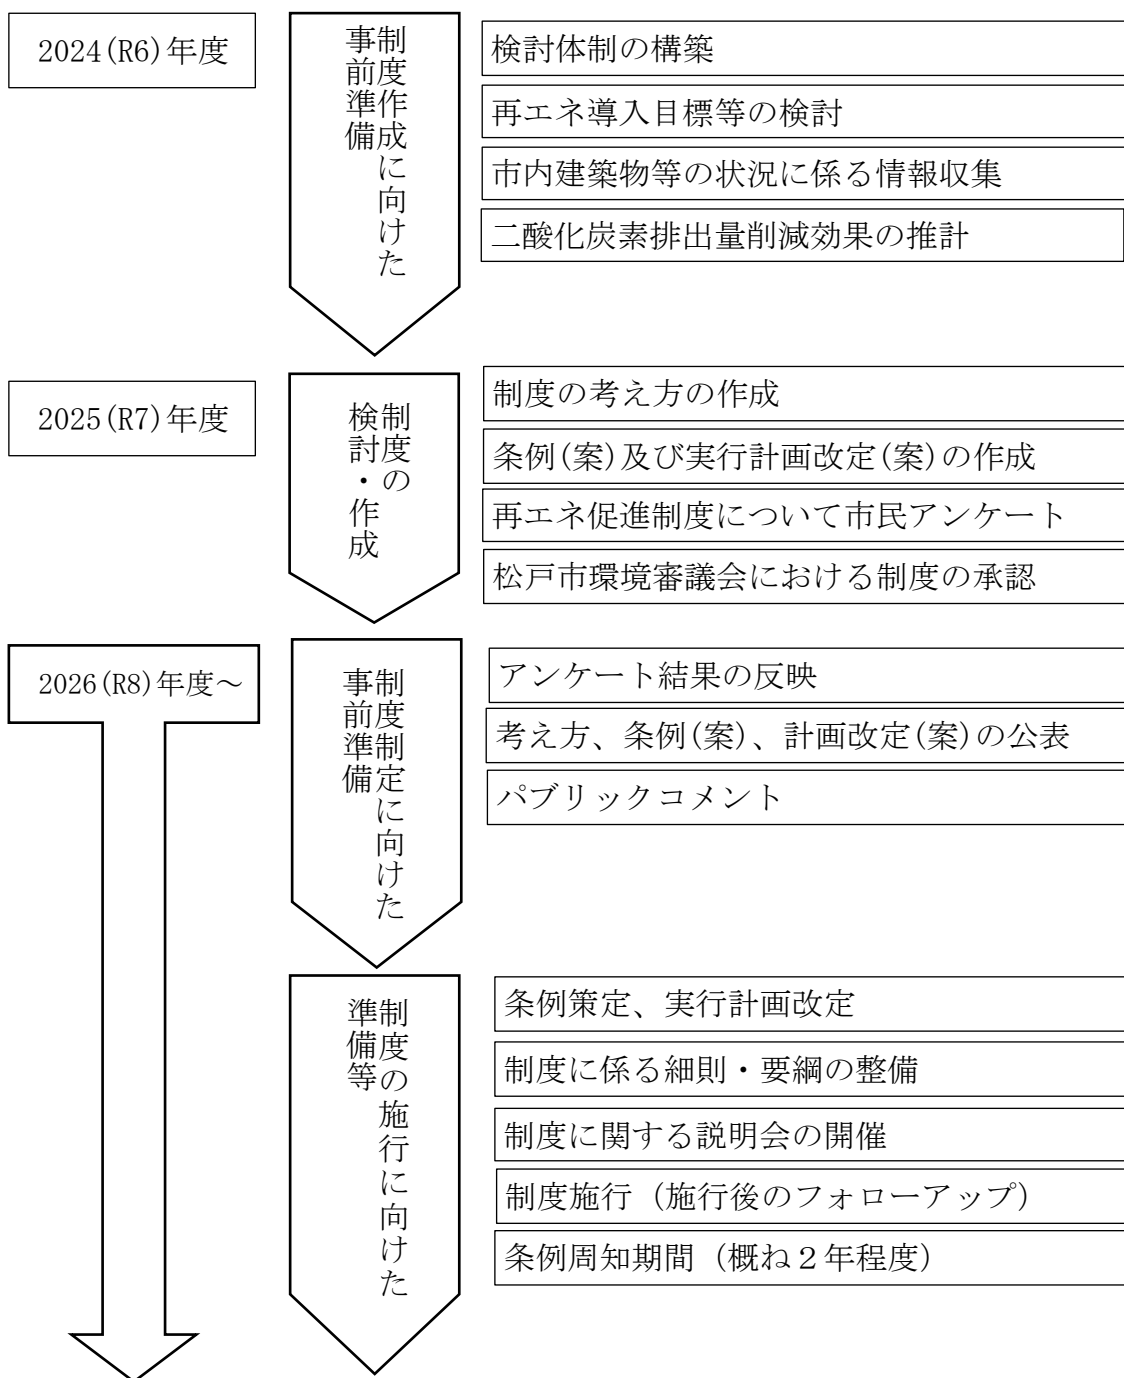 2024(R6)年度
制度作成に向けた
事前準備
検討体制の構築
再エネ導入目標等の検討
市内建築物等の状況に係る情報収集
二酸化炭素排出量削減効果の推計
2025(R7)年度
制度の
検討・作成
制度の考え方の作成
条例(案)及び実行計画改定(案)の作成
再エネ促進制度について市民アンケート
松戸市環境審議会における制度の承認
2026(R8)年度～
制度制定に向けた
事前準備
アンケート結果の反映
考え方、条例(案)、計画改定(案)の公表
パブリックコメント
制度の施行に向けた
準備等
条例策定、実行計画改定
制度に係る細則・要綱の整備
制度に関する説明会の開催
制度施行（施行後のフォローアップ）
条例周知期間（概ね２年程度）